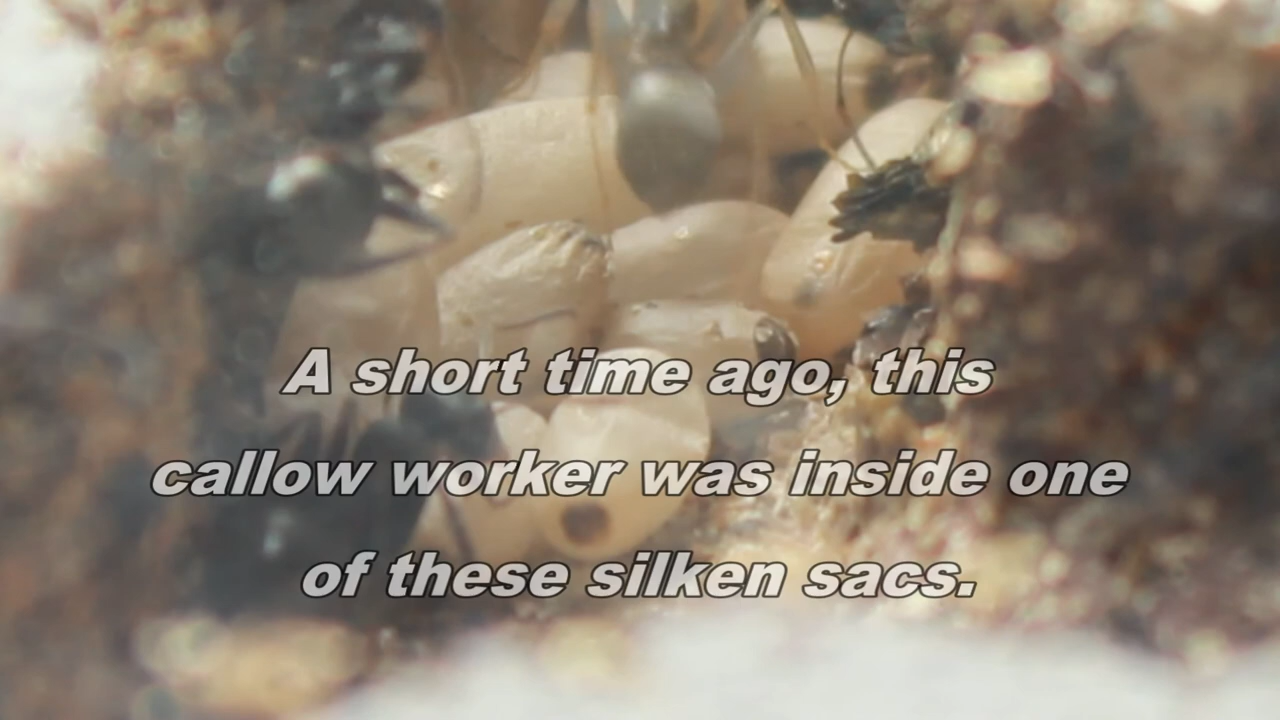 A short time ago, this
callow worker was inside one
of these silken sacs.